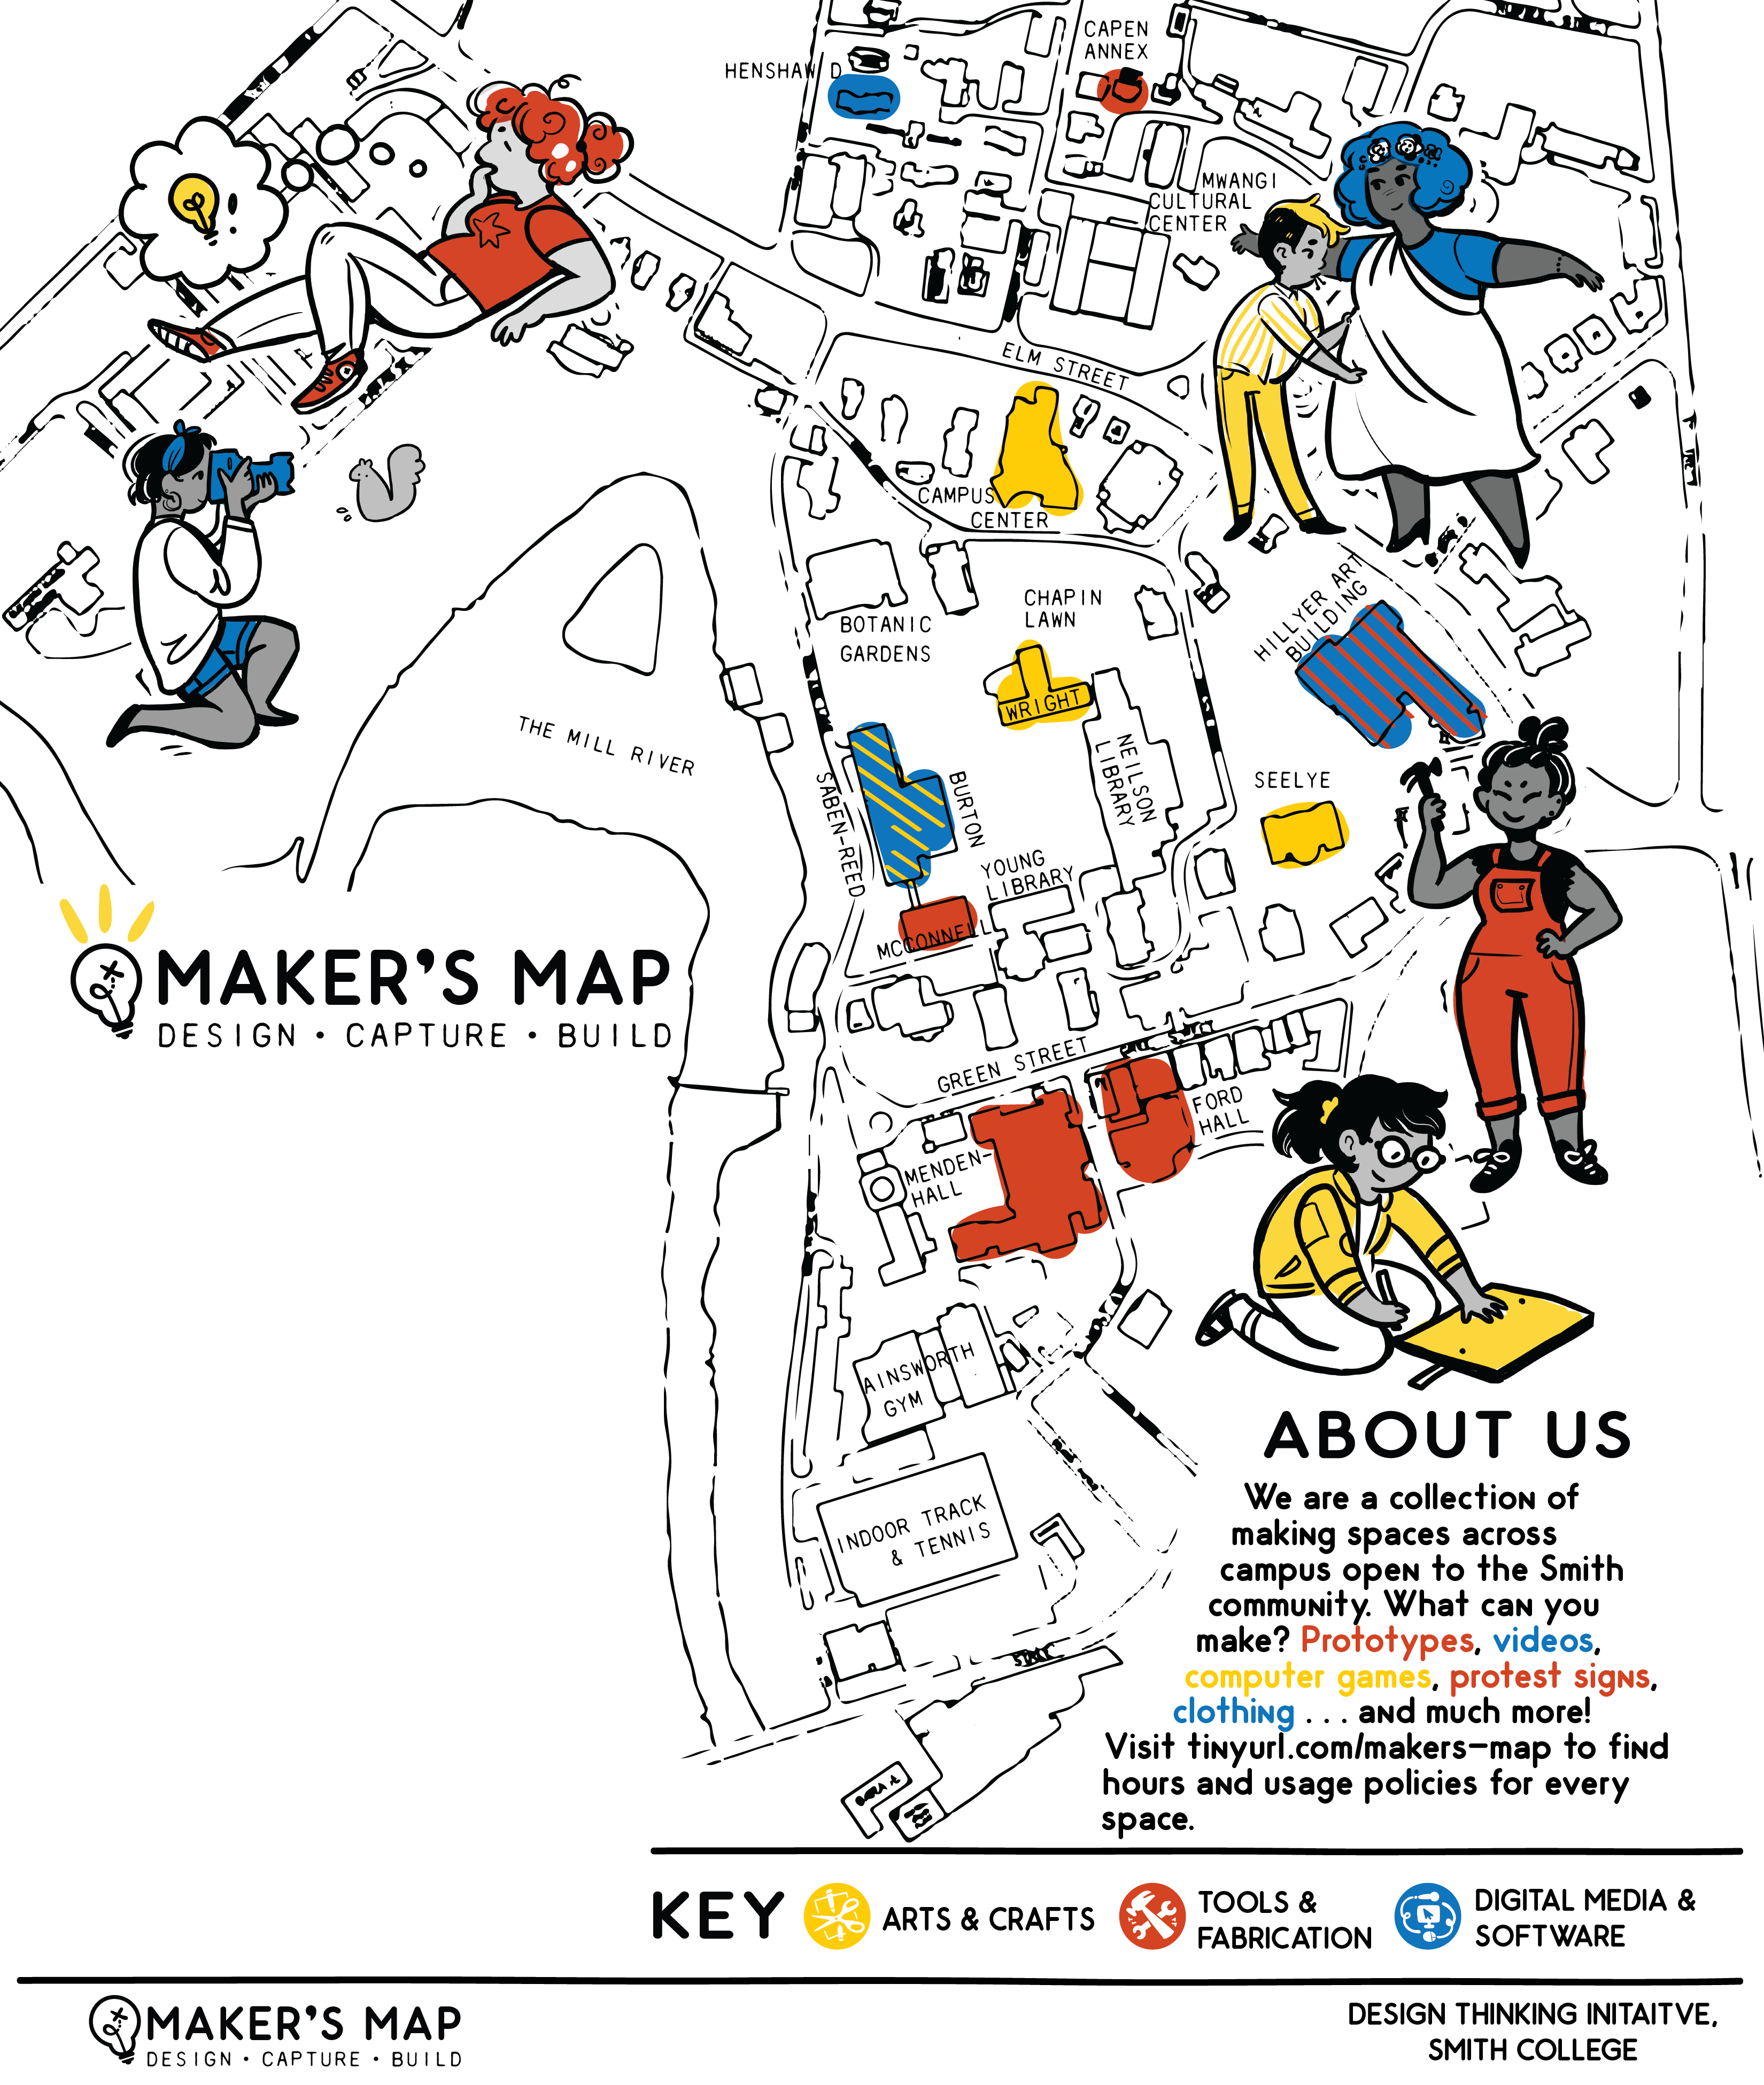 CAPEN
ANNEX
HENSHAW D
MWANGI
CULTURAL
CENTER
ELM STREET
CAMPUS
CENTER
CHAPIN
LAWN
BOTANIC
GARDENS
HILLYER ART
BUILDING
WRIGHT
THE MILL RIVER
NEILSON
LIBRARY
SABEN-REED
BURTON
SEELYE
YOUNG
LIBRARY
MCCONNELL
MAKER'S MAP
DESIGN • CAPTURE • BUILD
GREEN STREET
FORD
HALL
MENDEN-
HALL
AINSWORTH
GYM
INDOOR TRACK
& TENNIS
ABOUT US
We are a collection of
making spaces across
campus open to the Smith
community. What can you
make? Prototypes, videos,
computer games, protest signs,
clothing . . . and much more!
Visit tinyurl.com/makers-map to find
hours and usage policies for every
space.
KEY
ARTS & CRAFTS
TOOLS &
FABRICATION
DIGITAL MEDIA &
SOFTWARE
MAKER'S MAP
DESIGN • CAPTURE • BUILD
DESIGN THINKING INITAITVE,
SMITH COLLEGE